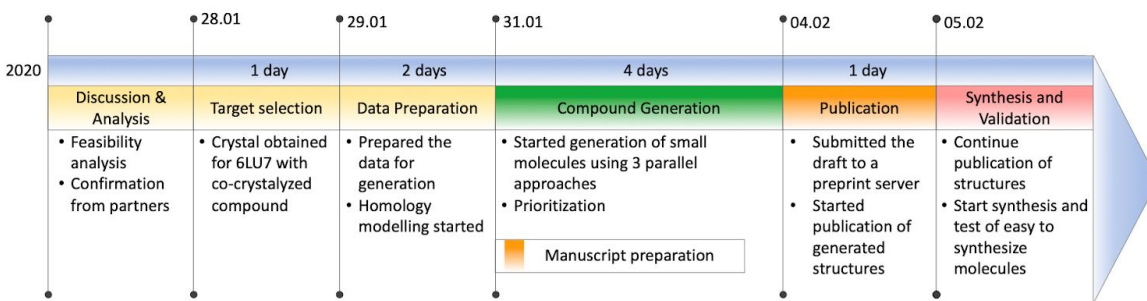 28.01
29.01
31.01
04.02
05.02
2020
1 day
2 days
4 days
1 day
Discussion &
Analysis
Target selection
Data Preparation
Compound Generation
Publication
Synthesis and
Validation
• Feasibility
analysis
• Confirmation
from partners
• Crystal obtained
for 6LU7 with
co-crystalyzed
compound
• Prepared the
data for
generation
• Homology
modelling started
• Started generation of small
molecules using 3 parallel
approaches
• Prioritization
Manuscript preparation
• Submitted the
draft to a
preprint server
• Started
publication of
generated
structures
• Continue
publication of
structures
• Start synthesis and
test of easy to
synthesize
molecules